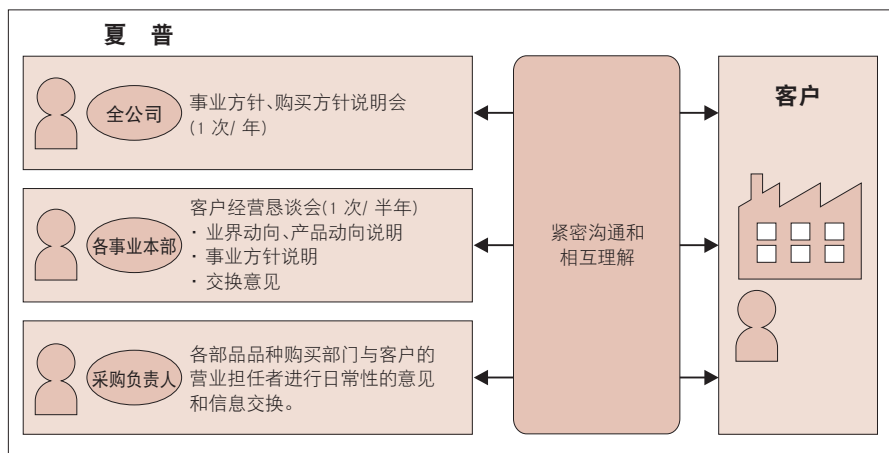 夏 普
全公司
事业方针、购买方针说明会
(1 次/ 年)
各事业本部
客户经营恳谈会(1 次/ 半年)
· 业界动向、产品动向说明
· 事业方针说明
· 交换意见
采购负责人
各部品品种购买部门与客户的
营业担任者进行日常性的意见
和信息交换。
紧密沟通和
相互理解
客户